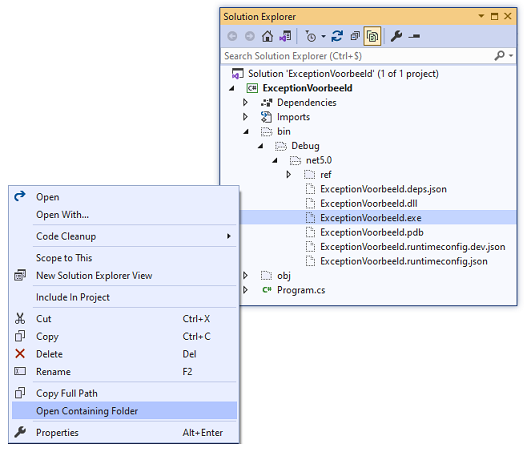 Solution Explorer
Search Solution Explorer (Ctrl+$)
Solution 'ExceptionVoorbeeld' (1 of 1 project)
C# ExceptionVoorbeeld
Dependencies
Imports
bin
Debug
net5.0
ref
ExceptionVoorbeeld.deps.json
ExceptionVoorbeeld.dll
ExceptionVoorbeeld.exe
ExceptionVoorbeeld.pdb
ExceptionVoorbeeld.runtimeconfig.dev.json
ExceptionVoorbeeld.runtimeconfig.json
obj
C# Program.cs
Open
Open With...
Code Cleanup
Scope to This
New Solution Explorer View
Include In Project
Cut Ctrl+X
Copy Ctrl+C
Delete Del
Rename F2
Copy Full Path
Open Containing Folder
Properties Alt+Enter